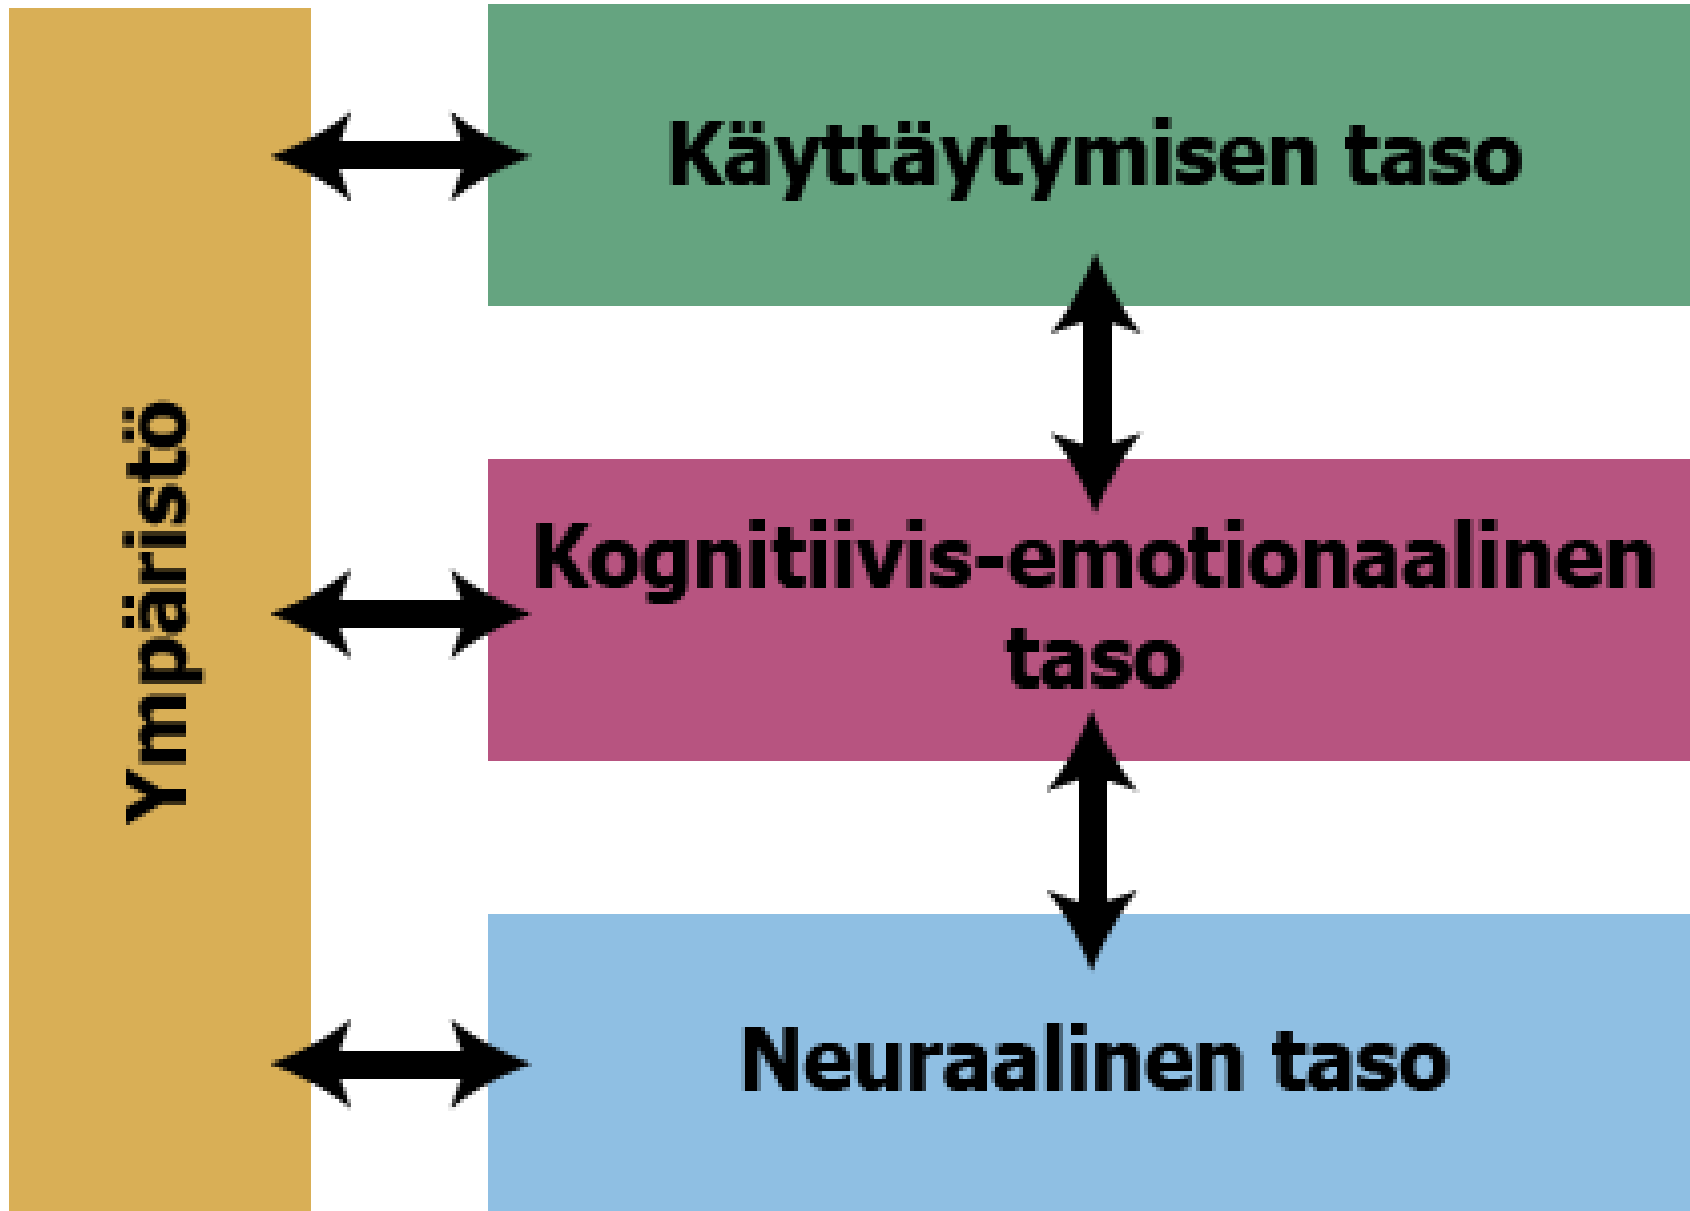 Ympäristö
Käyttäytymisen taso
Kognitiivis-emotionaalinen
taso
Neuraalinen taso